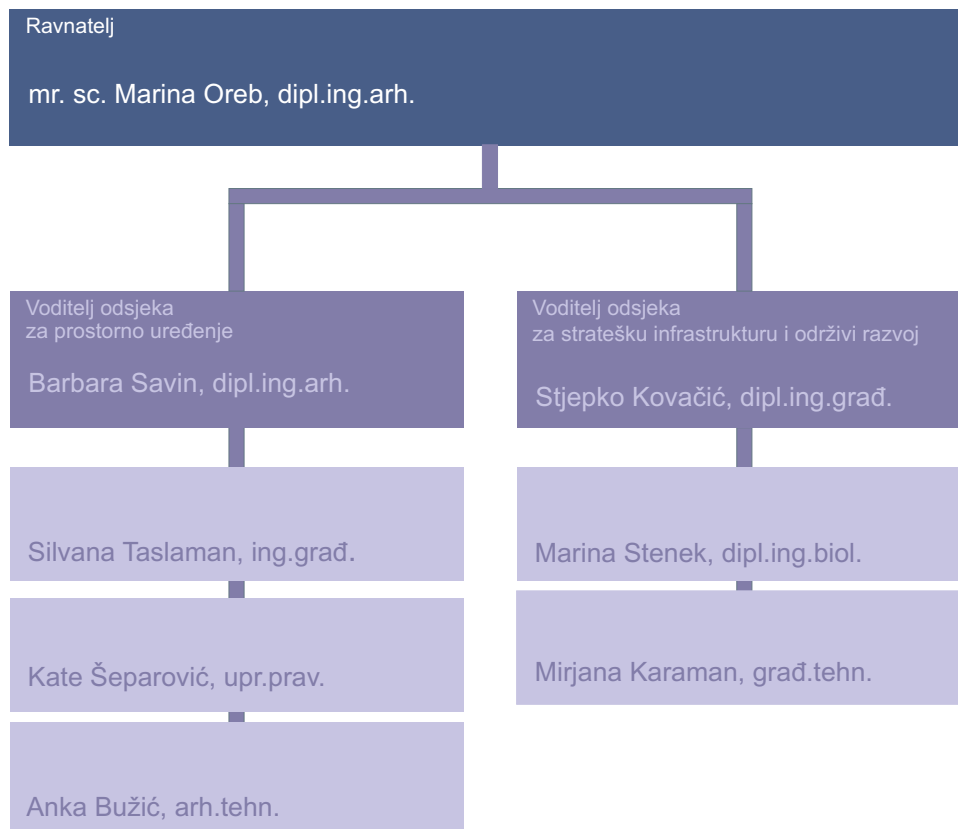 Ravnatelj
mr. sc. Marina Oreb, dipl.ing.arh.
Voditelj odsjeka
za prostorno uređenje
Barbara Savin, dipl.ing.arh.
Silvana Taslaman, ing.građ.
Kate Šeparović, upr.prav.
Anka Bužić, arh.tehn.
Voditelj odsjeka
za stratešku infrastrukturu i održivi razvoj
Stjepko Kovačić, dipl.ing.građ.
Marina Stenek, dipl.ing.biol.
Mirjana Karaman, građ.tehn.